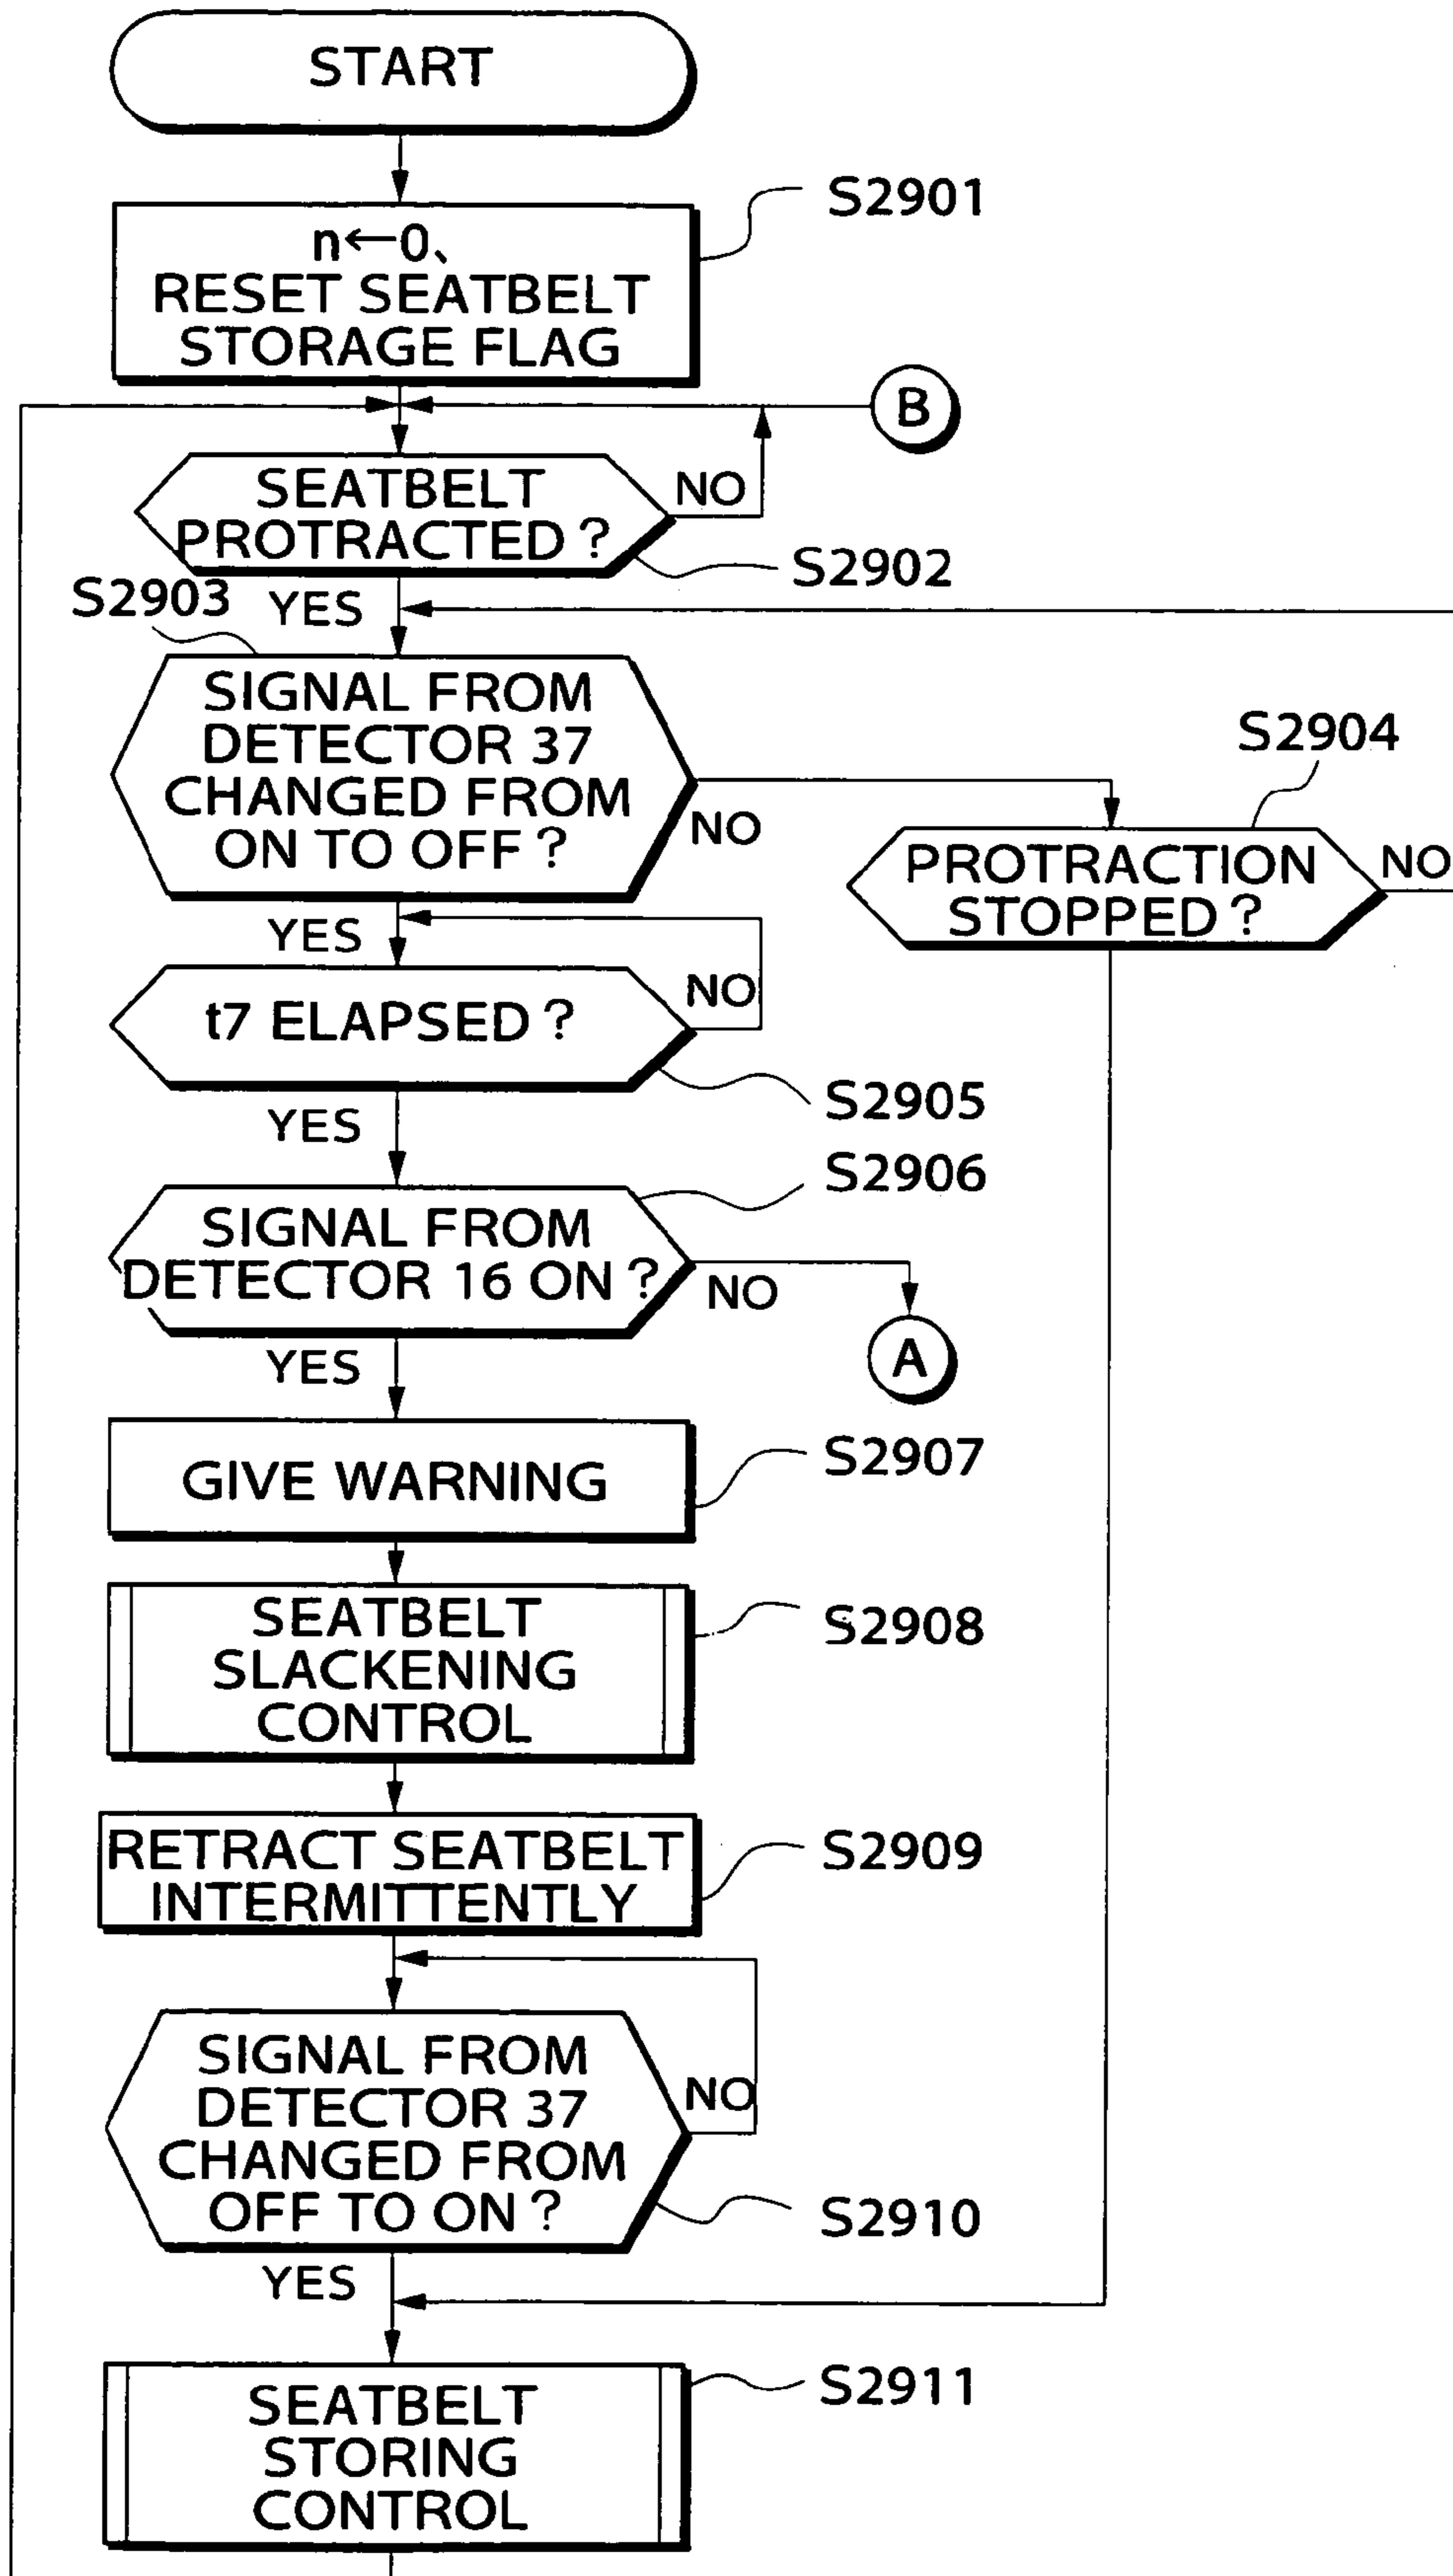 START
S2901
n←0、
RESET SEATBELT
STORAGE FLAG
B
SEATBELT
PROTRACTED ?
NO
S2902
S2903
YES
SIGNAL FROM
DETECTOR 37
CHANGED FROM
ON TO OFF ?
NO
S2904
PROTRACTION
STOPPED ?
NO
YES
t7 ELAPSED ?
NO
S2905
YES
S2906
SIGNAL FROM
DETECTOR 16 ON ?
NO
A
YES
GIVE WARNING
S2907
SEATBELT
SLACKENING
CONTROL
S2908
RETRACT SEATBELT
INTERMITTENTLY
S2909
SIGNAL FROM
DETECTOR 37
CHANGED FROM
OFF TO ON ?
NO
S2910
YES
SEATBELT
STORING
CONTROL
S2911